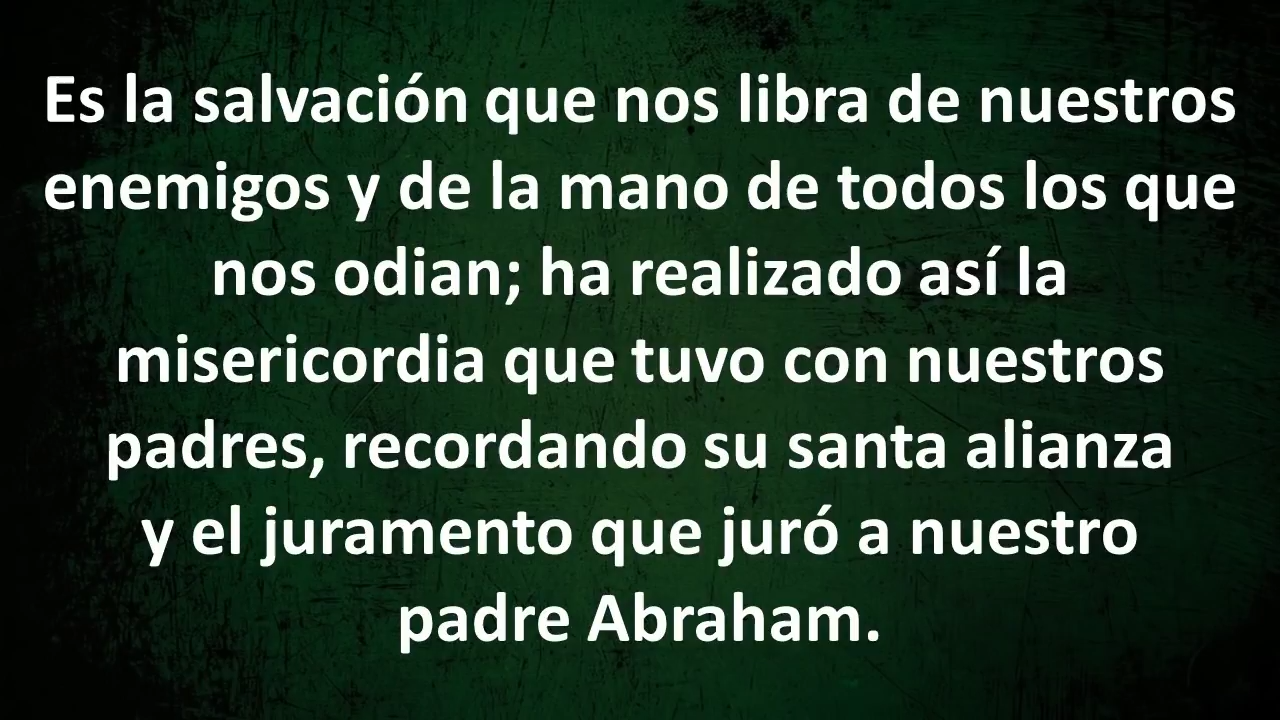 Es la salvación que nos libra de nuestros
enemigos y de la mano de todos los que
nos odian; ha realizado así la
misericordia que tuvo con nuestros
padres, recordando su santa alianza
y el juramento que juró a nuestro
padre Abraham.